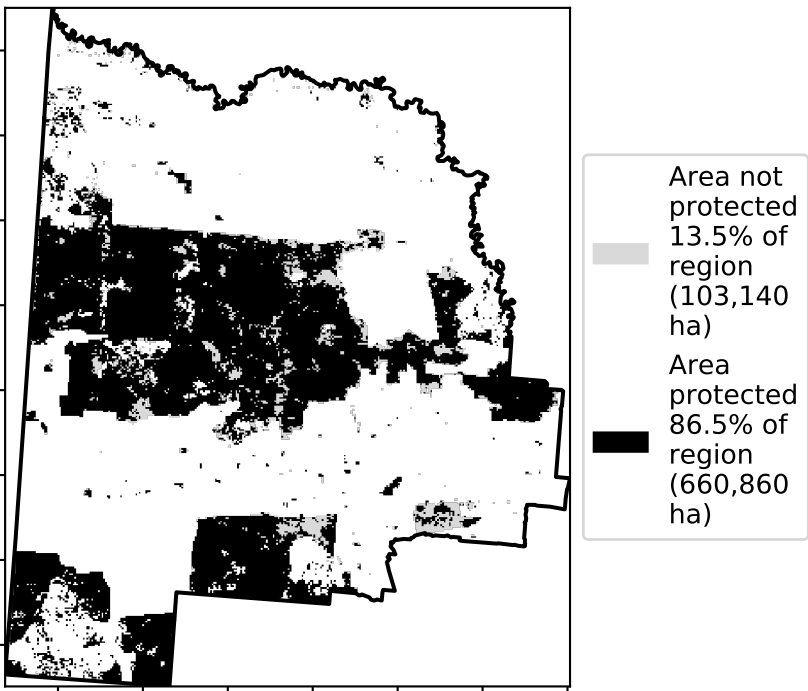 Area not
protected
13.5% of
region
(103,140
ha)
Area
protected
86.5% of
region
(660,860
ha)